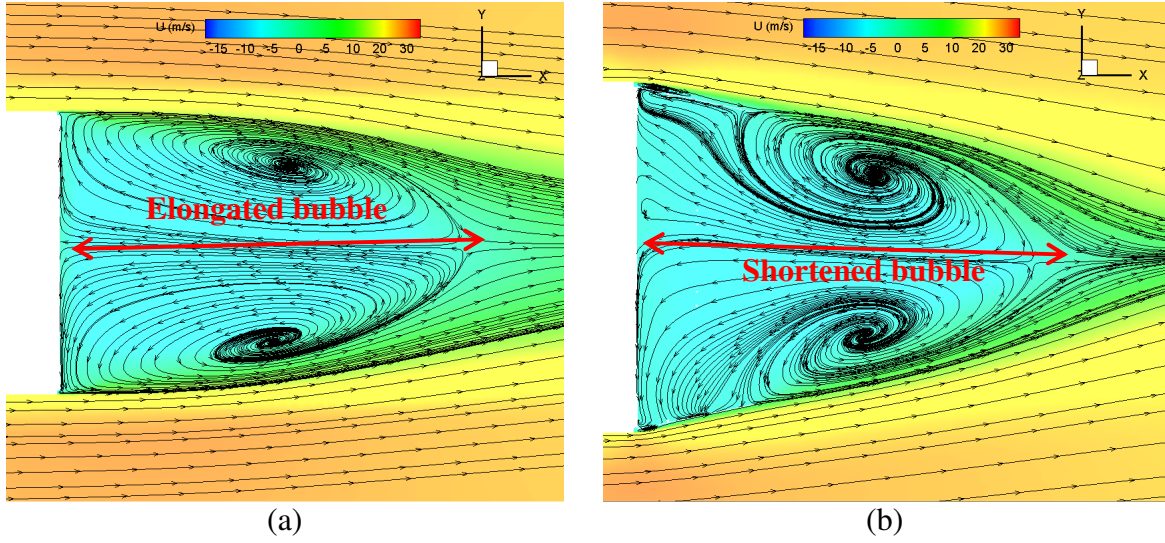 U (m/s)
-15 -10 -5 0 5 10 20 30
Y
Z X
Elongated bubble
(a)
U (m/s)
-15 -10 -5 0 5 10 20 30
Y
Z X
Shortened bubble
(b)